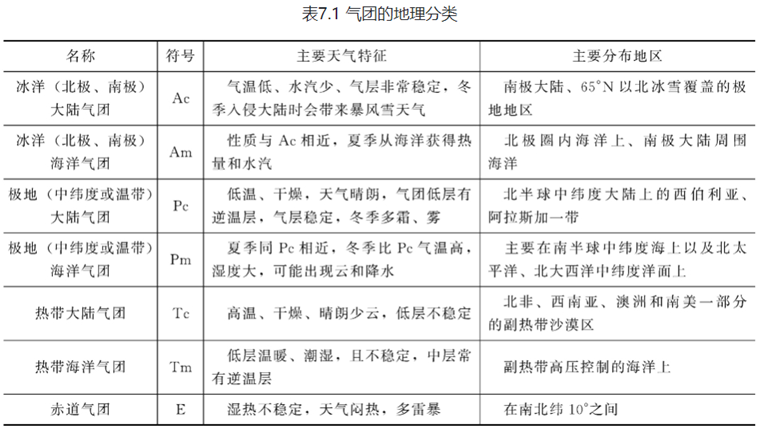 表7.1 气团的地理分类
名称 符号 主要天气特征 主要分布地区
冰洋（北极、南极）
大陆气团
Ac
气温低、水汽少、气层非常稳定，冬
季入侵大陆时会带来暴风雪天气
南极大陆、65°N以北冰雪覆盖的极
地地区
冰洋（北极、南极）
海洋气团
Am
性质与Ac相近，夏季从海洋获得热
量和水汽
北极圈内海洋上、南极大陆周围
海洋
极地（中纬度或温带）
大陆气团
Pc
低温、干燥，天气晴朗，气团低层有
逆温层，气层稳定，冬季多霜、雾
北半球中纬度大陆上的西伯利亚、
阿拉斯加一带
极地（中纬度或温带）
海洋气团
Pm
夏季同Pc相近，冬季比Pc气温高，
湿度大，可能出现云和降水
主要在南半球中纬度海上以及北太
平洋、北大西洋中纬度洋面上
热带大陆气团
Tc
高温、干燥、晴朗少云，低层不稳定
北非、西南亚、澳洲和南美一部分
的副热带沙漠区
热带海洋气团
Tm
低层温暖、潮湿，且不稳定，中层常
有逆温层
副热带高压控制的海洋上
赤道气团
E
湿热不稳定，天气闷热，多雷暴
在南北纬10°之间